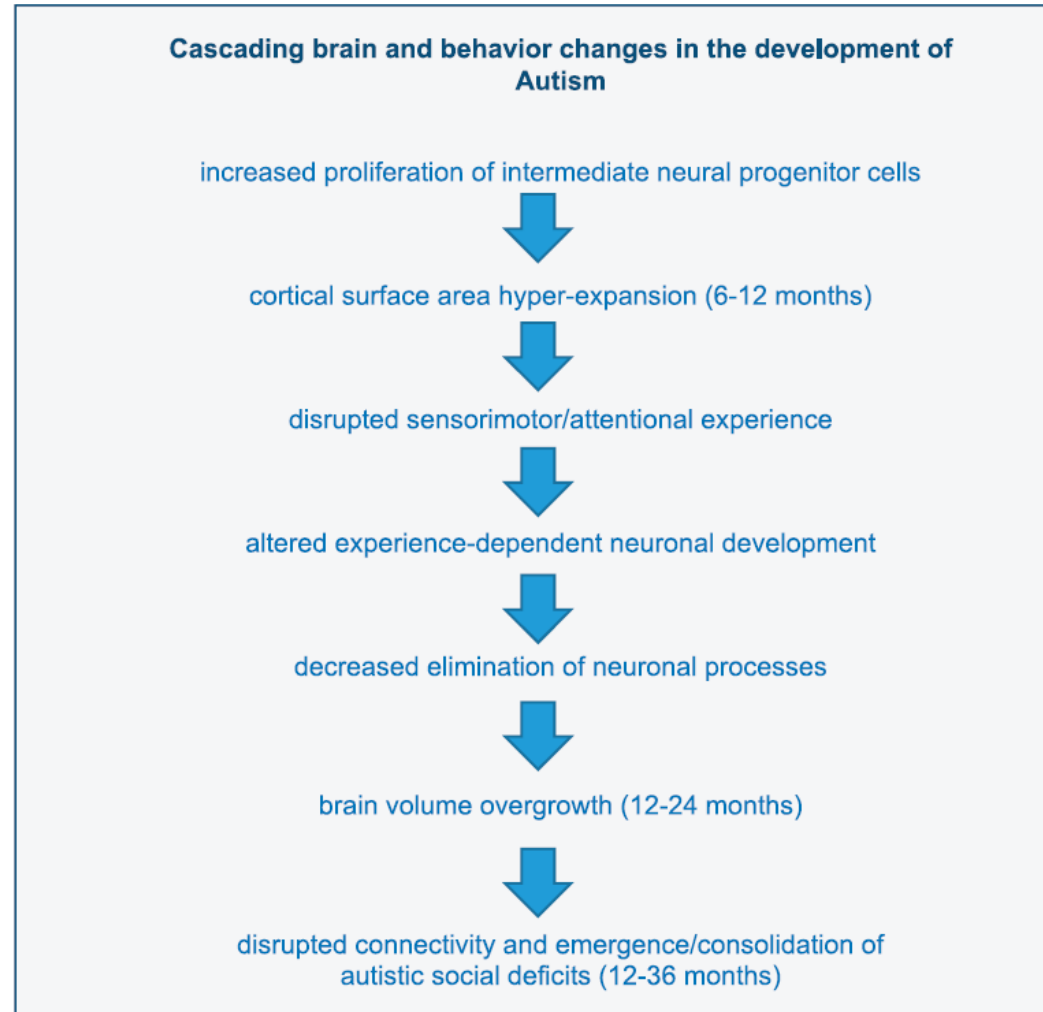 Cascading brain and behavior changes in the development of
Autism
increased proliferation of intermediate neural progenitor cells
cortical surface area hyper-expansion (6-12 months)
disrupted sensorimotor/attentional experience
altered experience-dependent neuronal development
decreased elimination of neuronal processes
brain volume overgrowth (12-24 months)
disrupted connectivity and emergence/consolidation of
autistic social deficits (12-36 months)